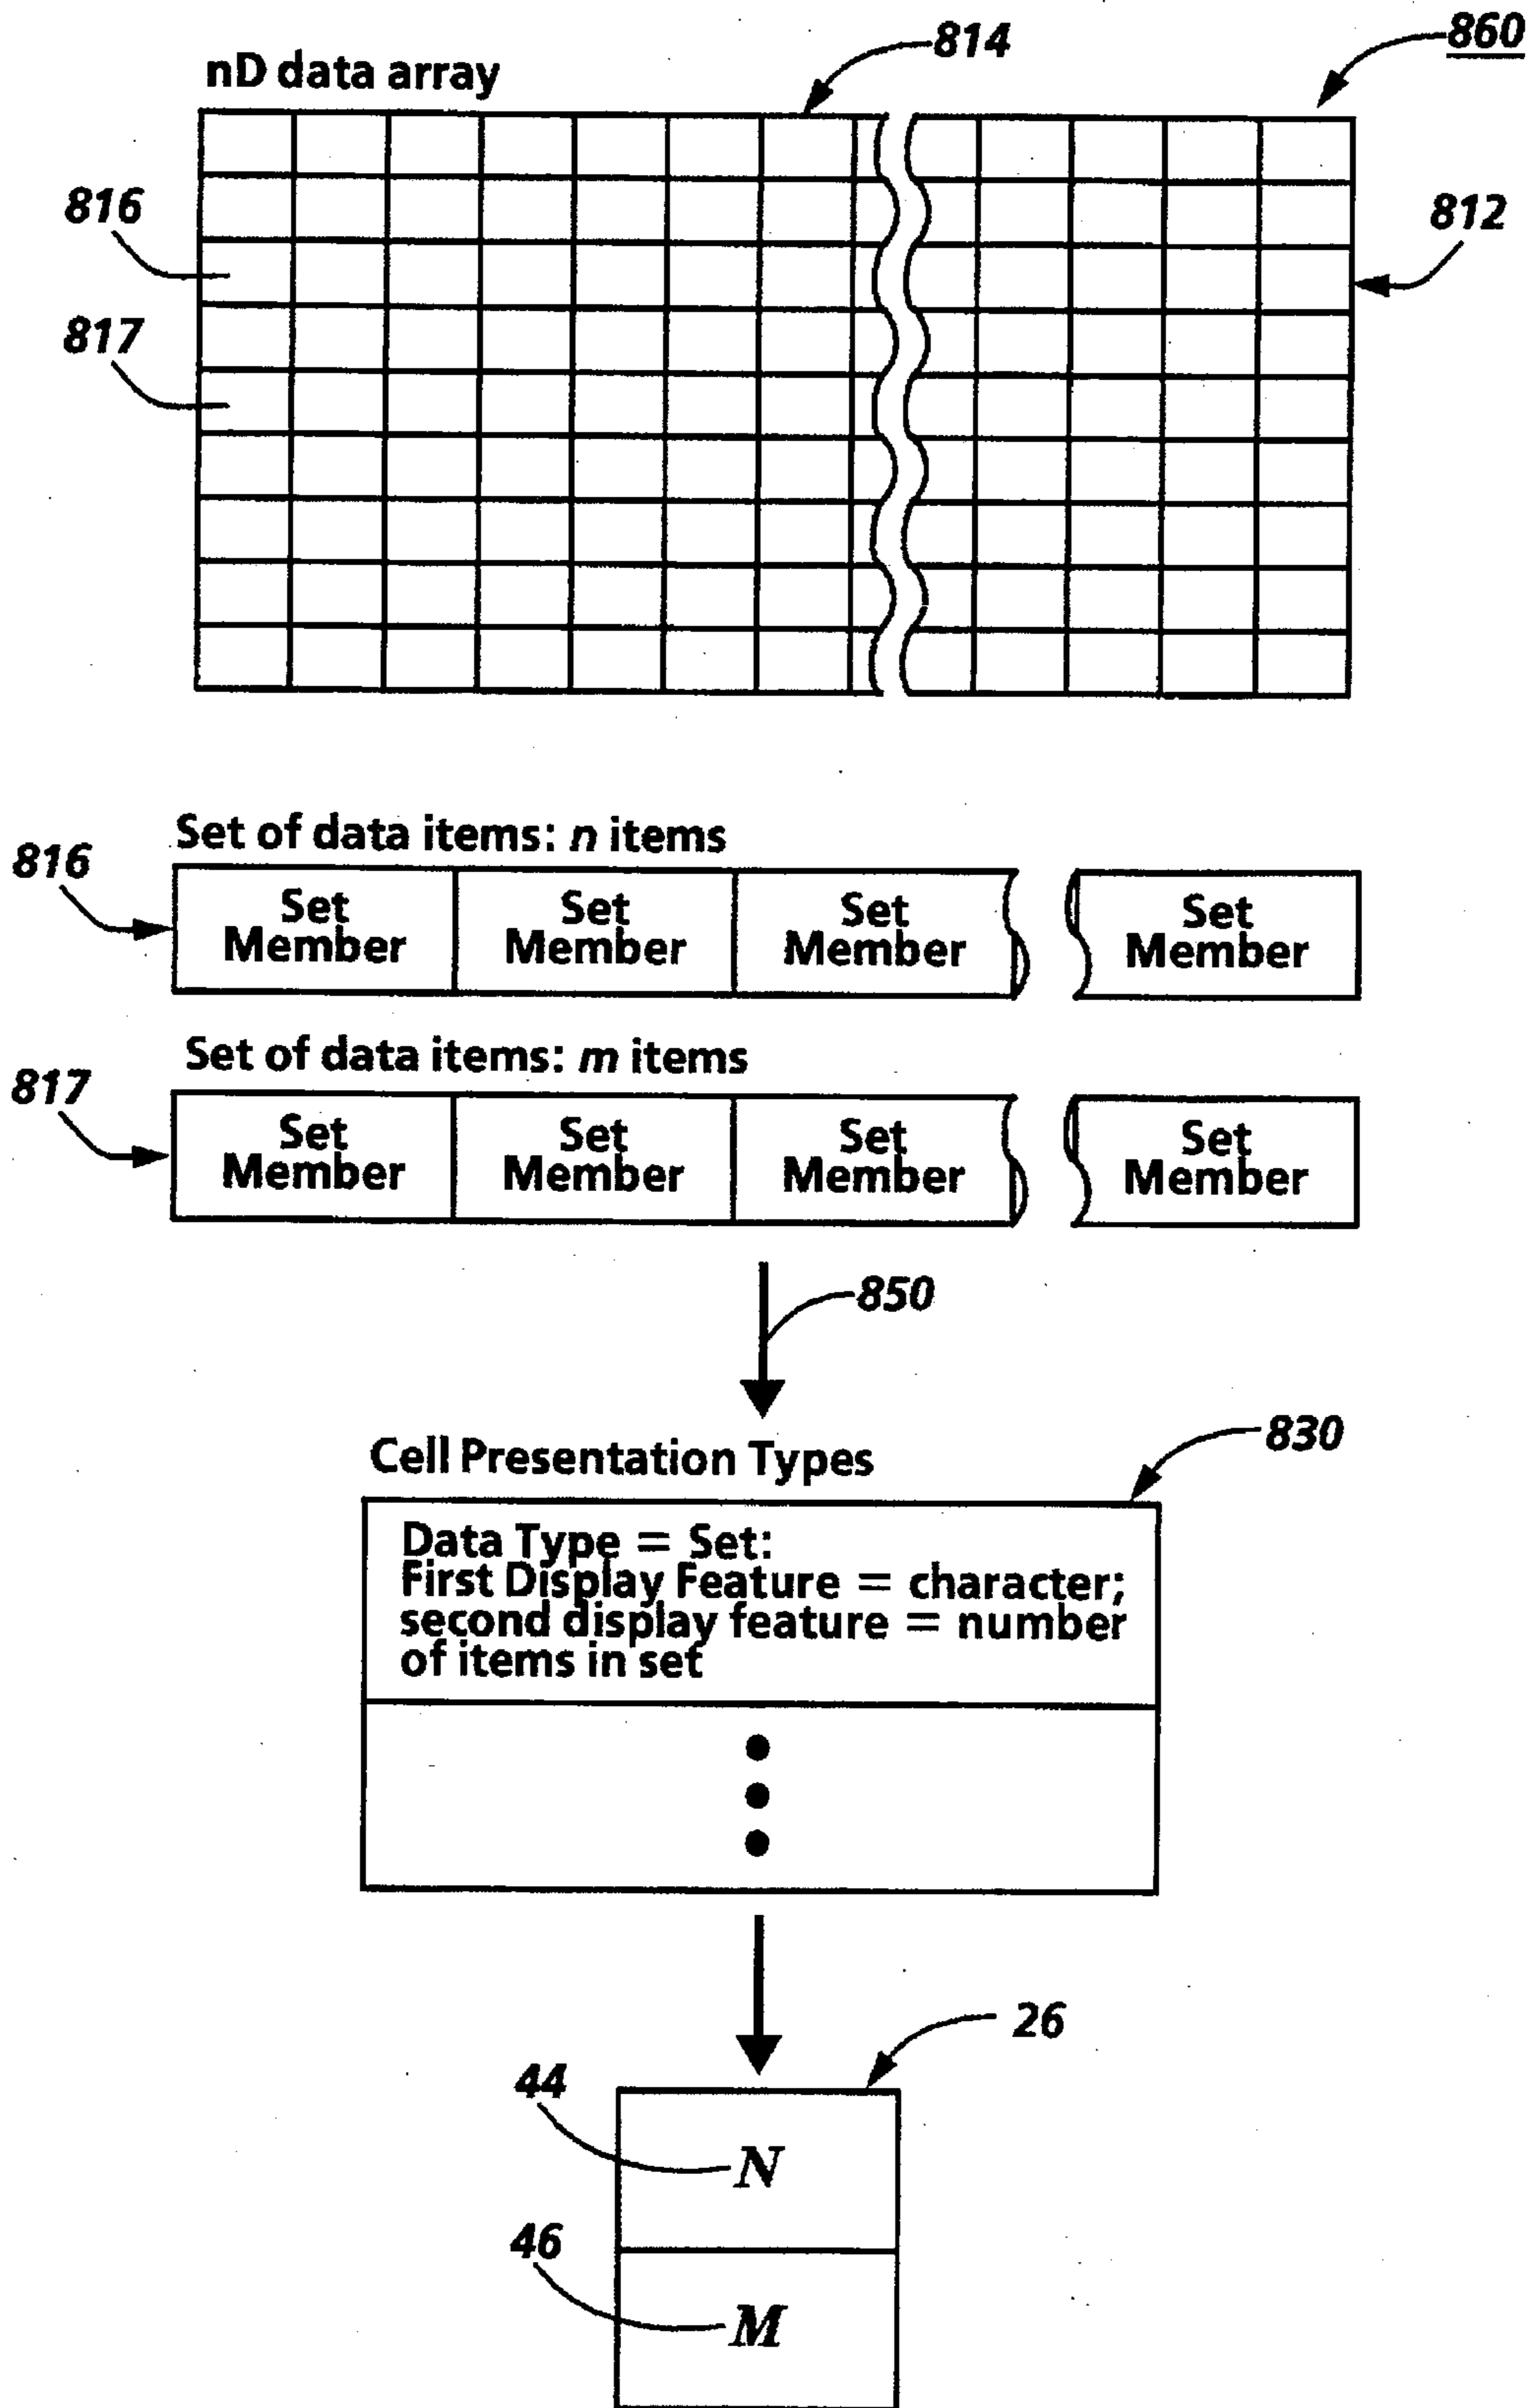 814
860
nD data array
816
812
817
Set of data items: n items
816
Set Member
Set Member
Set Member
Set Member
Set of data items: m items
817
Set Member
Set Member
Set Member
Set Member
850
830
Cell Presentation Types
Data Type = Set:
First Display Feature = character;
second display feature = number
of items in set
26
44
N
46
M